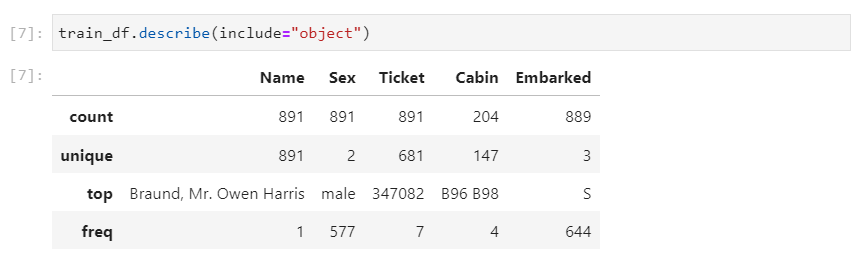 [7]: train_df.describe(include="object")
[7]:
Name Sex Ticket Cabin Embarked
count 891 891 891 204 889
unique 891 2 681 147 3
top Braund, Mr. Owen Harris male 347082 B96 B98 S
freq 1 577 7 4 644